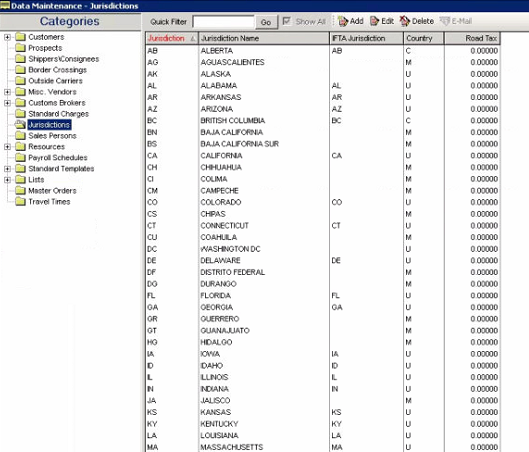 Data Maintenance - Jurisdictions
Categories
Customers
Prospects
Shippers\Consignees
Border Crossings
Outside Carriers
Misc. Vendors
Customs Brokers
Standard Charges
Jurisdictions
Sales Persons
Resources
Payroll Schedules
Standard Templates
Lists
Master Orders
Travel Times
Quick Filter Go Show All Add Edit Delete E-Mail
Jurisdiction Jurisdiction Name IFTA Jurisdiction Country Road Tax
AB ALBERTA AB C 0.00000
AG AGUASCALIENTES M 0.00000
AK ALASKA U 0.00000
AL ALABAMA AL U 0.00000
AR ARKANSAS AR U 0.00000
AZ ARIZONA AZ U 0.00000
BC BRITISH COLUMBIA BC C 0.00000
BN BAJA CALIFORNIA M 0.00000
BS BAJA CALIFORNIA SUR M 0.00000
CA CALIFORNIA CA U 0.00000
CH CHIHUAHUA M 0.00000
CI COLIMA M 0.00000
CM CAMPECHE M 0.00000
CO COLORADO CO U 0.00000
CS CHIPAS M 0.00000
CT CONNECTICUT CT U 0.00000
CU COAHUILA M 0.00000
DC WASHINGTON DC U 0.00000
DE DELAWARE DE U 0.00000
DF DISTRITO FEDERAL M 0.00000
DG DURANGO M 0.00000
FL FLORIDA FL U 0.00000
GA GEORGIA GA U 0.00000
GR GUERRERO M 0.00000
GT GUANAJUATO M 0.00000
HG HIDALGO M 0.00000
IA IOWA IA U 0.00000
ID IDAHO ID U 0.00000
IL ILLINOIS IL U 0.00000
IN INDIANA IN U 0.00000
JA JALISCO M 0.00000
KS KANSAS KS U 0.00000
KY KENTUCKY KY U 0.00000
LA LOUISIANA LA U 0.00000
MA MASSACHUSETTS MA U 0.00000